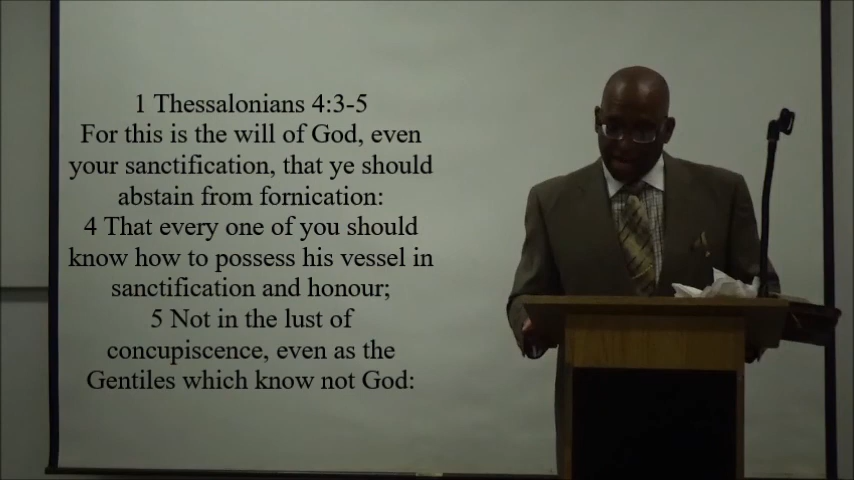 1 Thessalonians 4:3-5
For this is the will of God, even
your sanctification, that ye should
abstain from fornication:
4 That every one of you should
know how to possess his vessel in
sanctification and honour;
5 Not in the lust of
concupiscence, even as the
Gentiles which know not God: